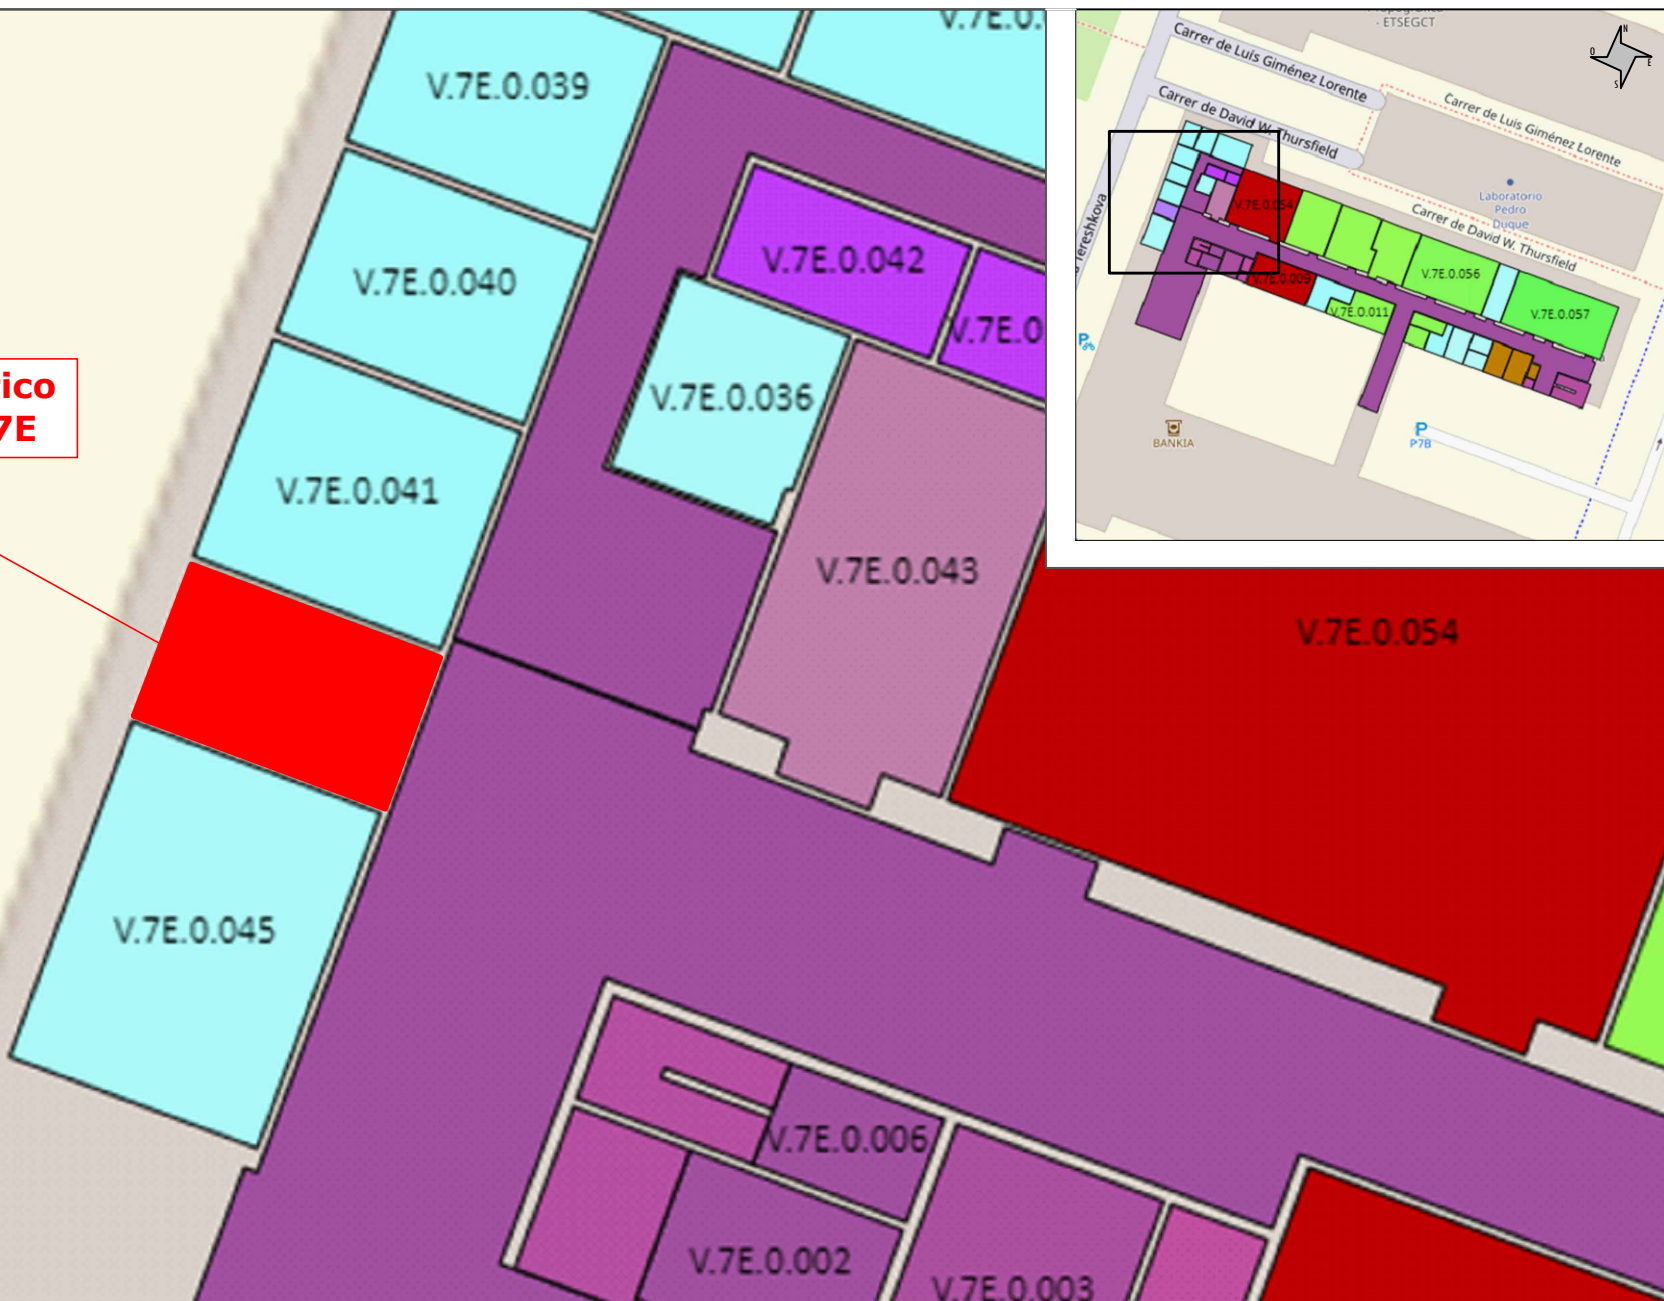 V.7E.0.039
V.7E.0.040
V.7E.0.042
V.7E.0.036
V.7E.0.041
V.7E.0.043
V.7E.0.054
V.7E.0.045
V.7E.0.006
V.7E.0.002
V.7E.0.003
V.7E.0
V.7E.0.
ico
7E
- ETSEGCT
Carrer de Luis Giménez Lorente
Carrer de David W. Thursfield
Carrer de Luis Giménez Lorente
Laboratorio
Pedro
Duque
Carrer de David W. Thursfield
Tereshkova
V.7E.0.054
V.7E.0.056
V.7E.0.057
V.7E.0.009
V.7E.0.011
BANKIA
P
P7B
P
N
O
E
S